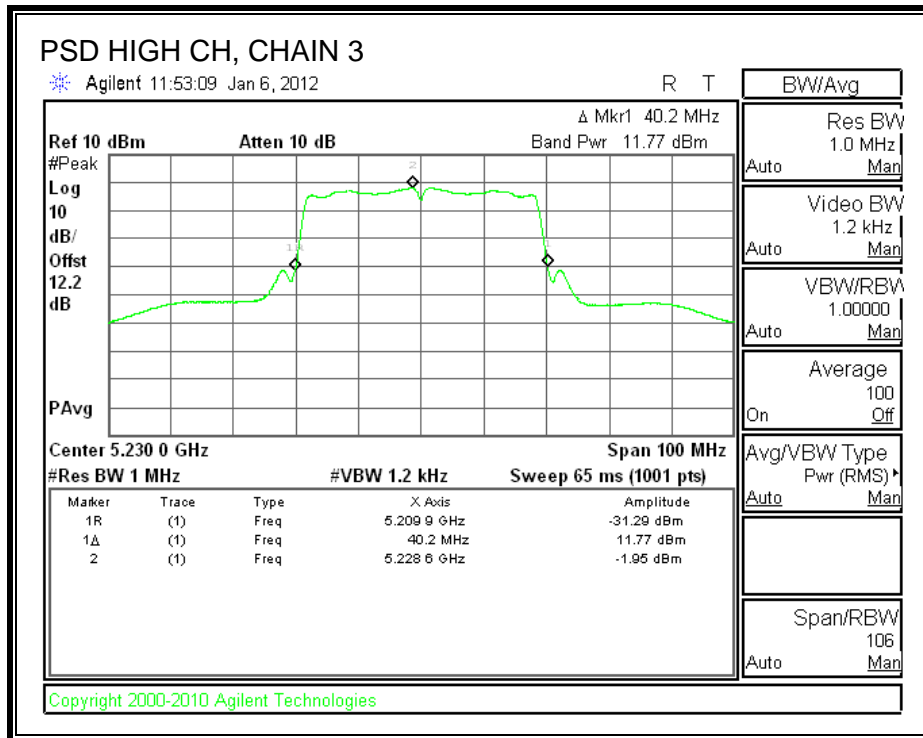 PSD HIGH CH, CHAIN 3
Agilent 11:53:09 Jan 6, 2012 R T
Δ Mkr1 40.2 MHz
Ref 10 dBm Atten 10 dB Band Pwr 11.77 dBm
#Peak
Log
10
dB/
Offst
12.2
dB
PAvg
2
1R
1
Center 5.230 0 GHz Span 100 MHz
#Res BW 1 MHz #VBW 1.2 kHz Sweep 65 ms (1001 pts)
Marker Trace Type X Axis Amplitude
1R (1) Freq 5.209 9 GHz -31.29 dBm
1Δ (1) Freq 40.2 MHz 11.77 dBm
2 (1) Freq 5.228 6 GHz -1.95 dBm
BW/Avg
Res BW
1.0 MHz
Auto Man
Video BW
1.2 kHz
Auto Man
VBW/RBW
1.00000
Auto Man
Average
100
On Off
Avg/VBW Type
Pwr (RMS)
Auto Man
Span/RBW
106
Auto Man
Copyright 2000-2010 Agilent Technologies